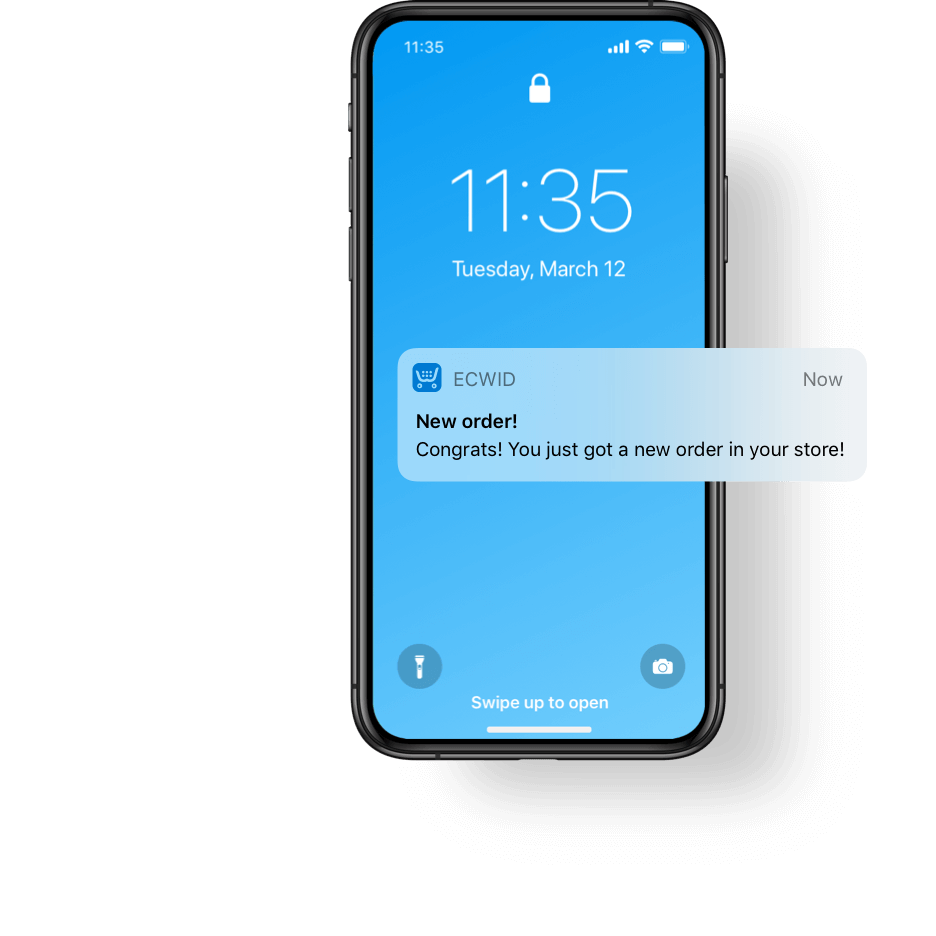 11:35
11:35
Tuesday, March 12
ECWID
Now
New order!
Congrats! You just got a new order in your store!
Swipe up to open